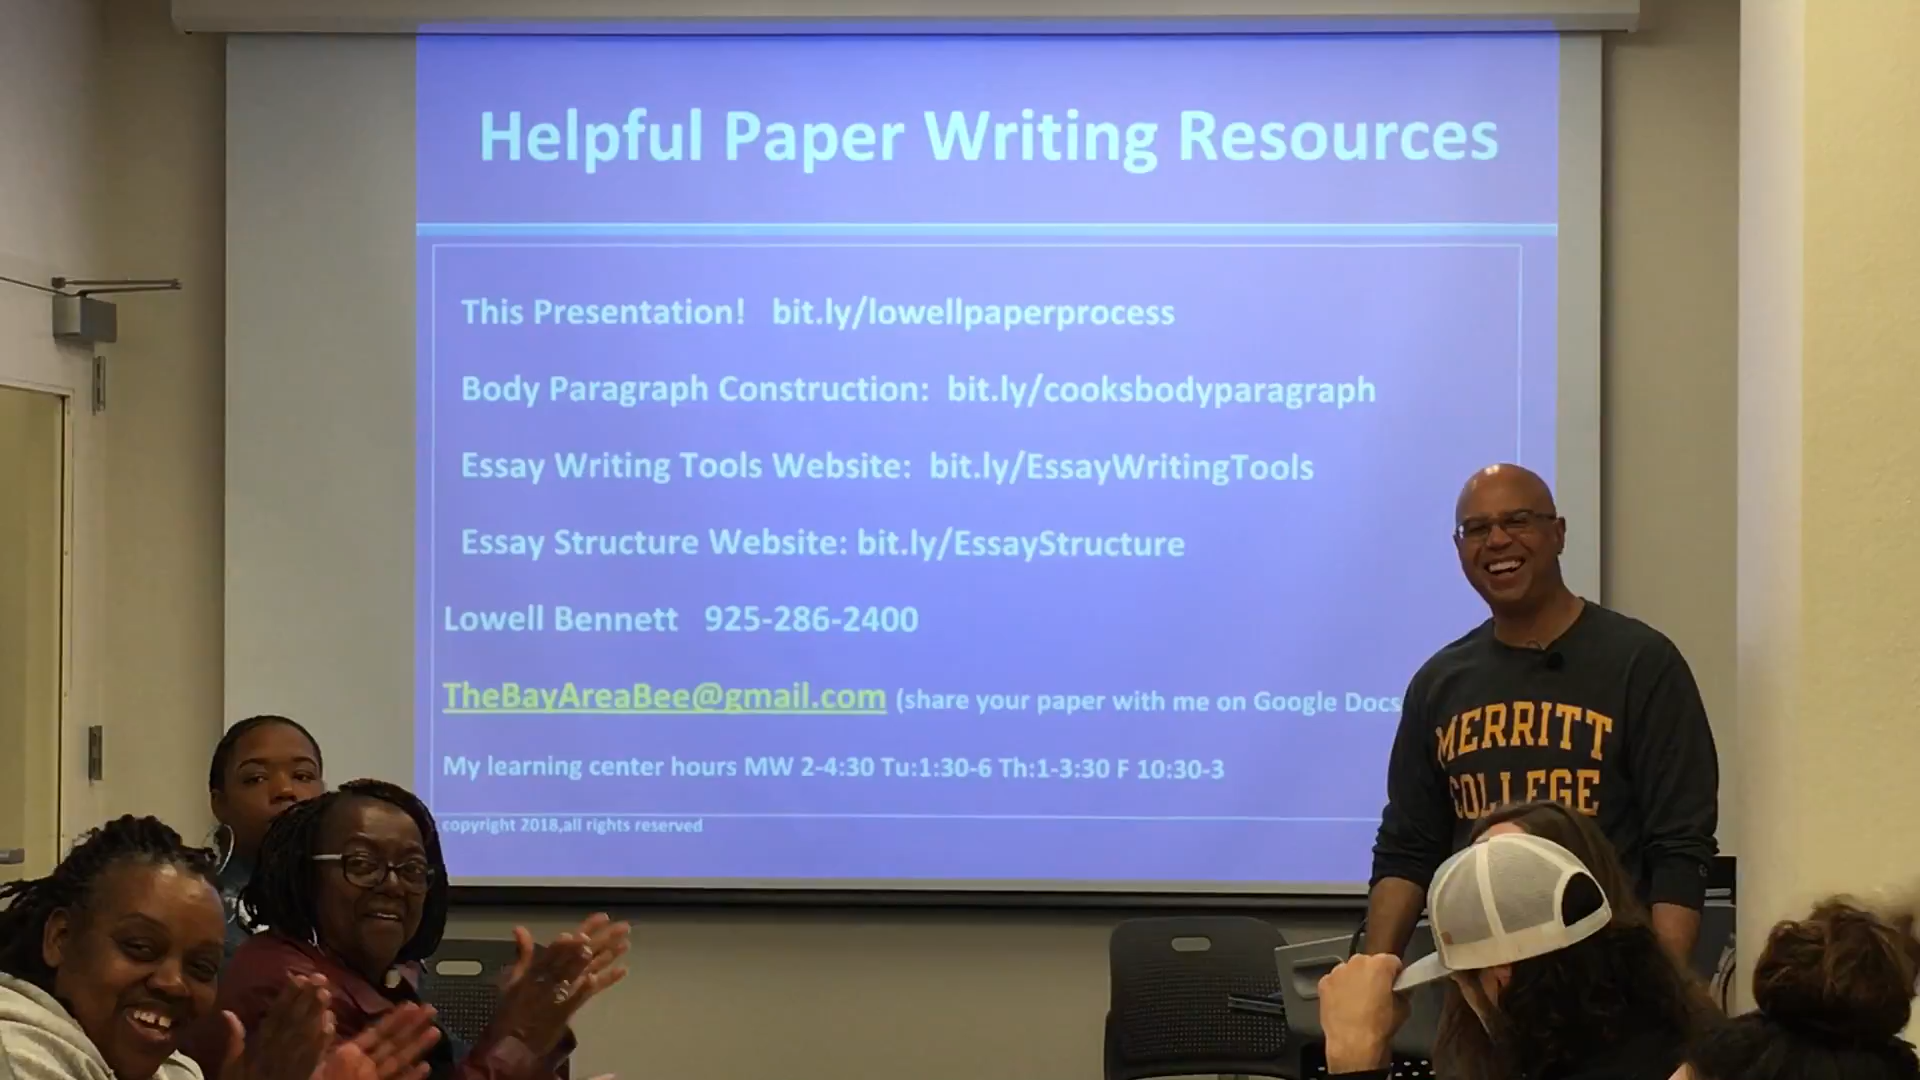 Helpful Paper Writing Resources
This Presentation! bit.ly/lowellpaperprocess
Body Paragraph Construction: bit.ly/cooksbodyparagraph
Essay Writing Tools Website: bit.ly/EssayWritingTools
Essay Structure Website: bit.ly/EssayStructure
Lowell Bennett 925-286-2400
TheBayAreaBee@gmail.com (share your paper with me on Google Docs
My learning center hours MW 2-4:30 Tu:1:30-6 Th:1-3:30 F 10:30-3
copyright 2018,all rights reserved
MERRITT
COLLEGE